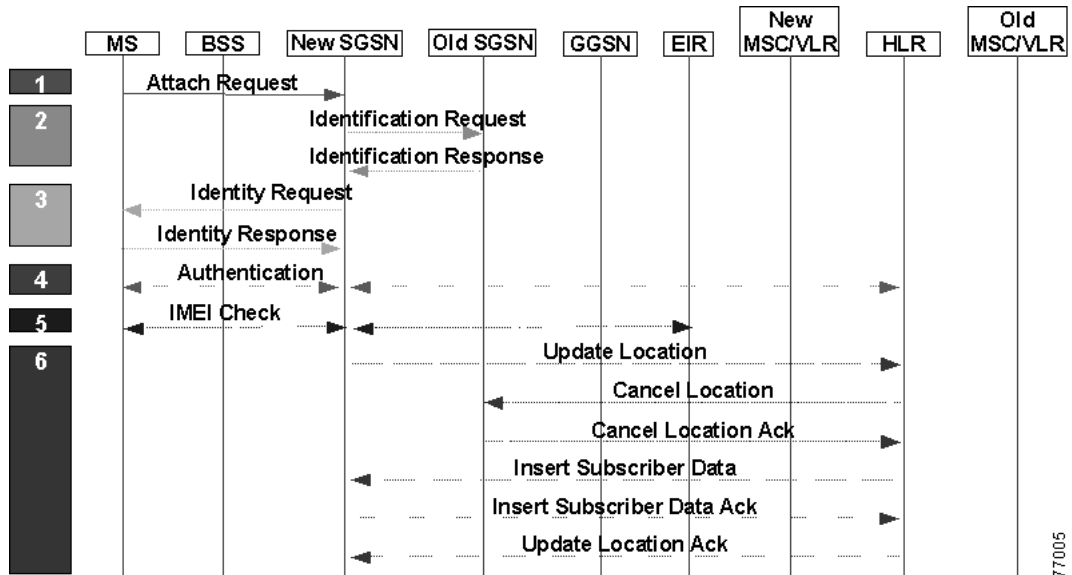 New
Old
MS
BSS
New SGSN
Old SGSN
GGSN
EIR
MSC/VLR
HLR
MSC/VLR
1
Attach Request
2
Identification Request
Identification Response
3
Identity Request
Identity Response
4
Authentication
5
IMEI Check
6
Update Location
Cancel Location
Cancel Location Ack
Insert Subscriber Data
Insert Subscriber Data Ack
Update Location Ack
77005